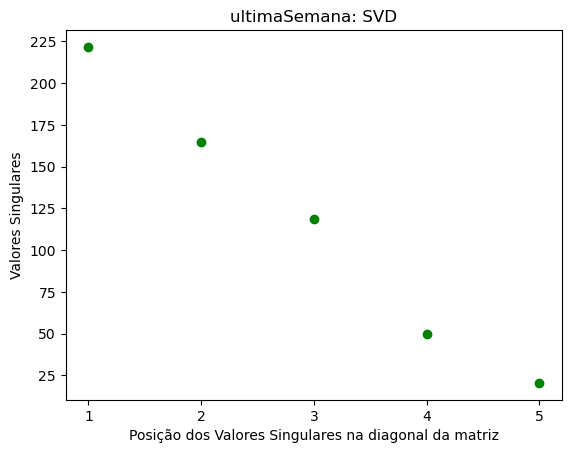 ultimaSemana: SVD
Valores Singulares
225
200
175
150
125
100
75
50
25
1 2 3 4 5
Posição dos Valores Singulares na diagonal da matriz